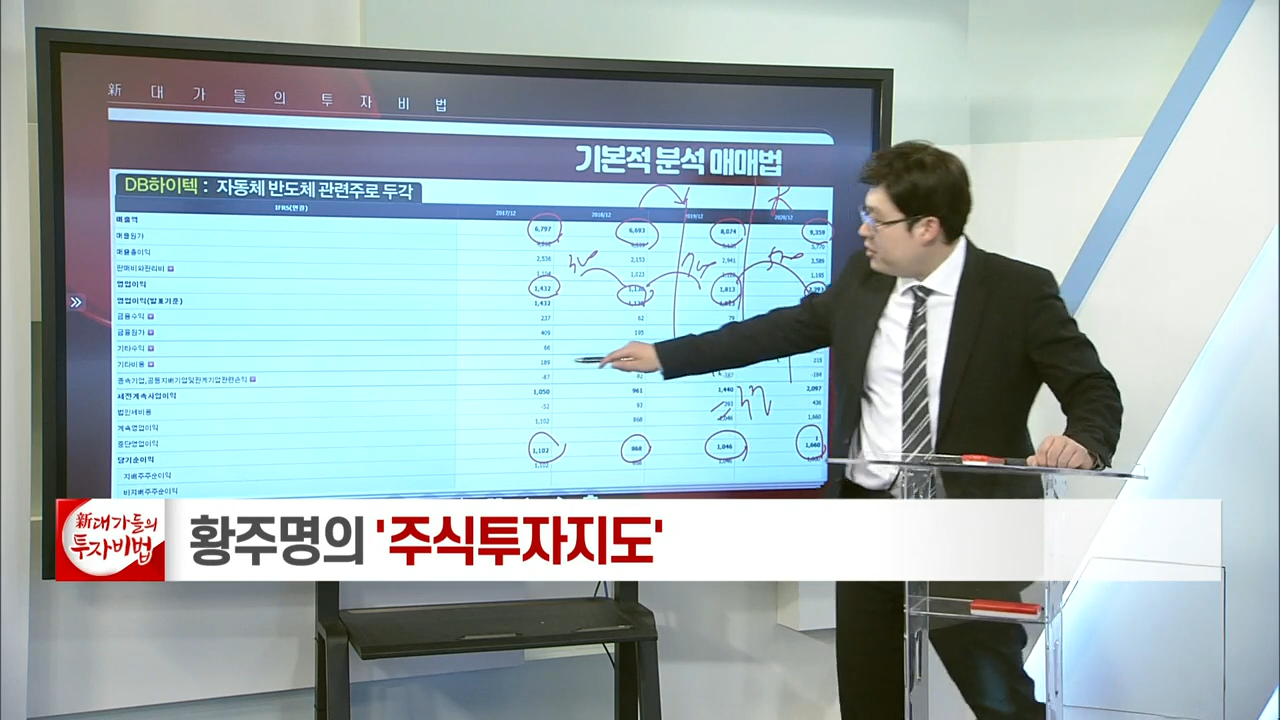 新 대 가 들 의 투 자 비 법
기본적 분석 매매법
DB하이텍 : 자동체 반도체 관련주로 두각
IFRS(연결) 2017/12 2018/12 2019/12 2020/12
매출액 6,797 6,693 8,074 9,359
매출원가
매출총이익 2,536 2,153 2,941 3,589
판매비와관리비 1,104 1,023 1,195
영업이익 1,432 1,813
영업이익(발표기준) 1,432
금융수익 237 62 79
금융원가 409 195
기타수익 66
기타비용 189 215
종속기업,공동지배기업및관계기업관련손익 -87 82 -387 -184
세전계속사업이익 1,050 961 1,440 2,097
법인세비용 -52 93 393 436
계속영업이익 1,102 868 1,046 1,660
중단영업이익
당기순이익 1,102 868 1,046 1,660
지배주주순이익 1,102
비지배주주순이익
新대가들의
투자비법
황주명의 '주식투자지도'